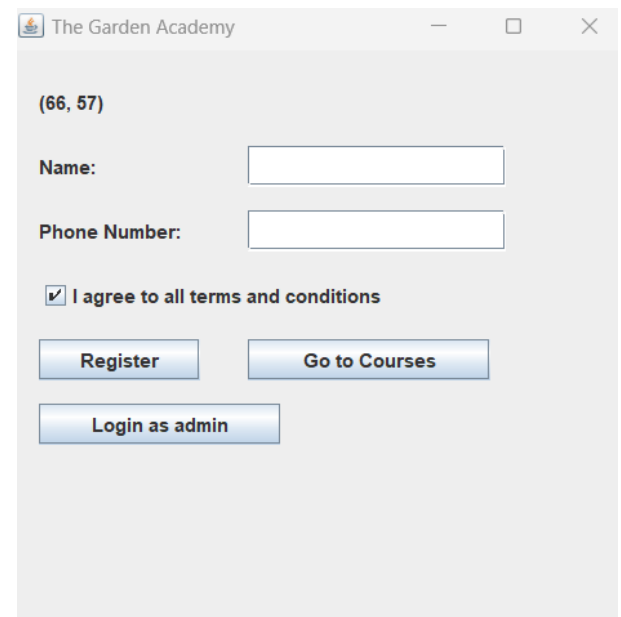 The Garden Academy
(66, 57)
Name:
Phone Number:
I agree to all terms and conditions
Register Go to Courses
Login as admin